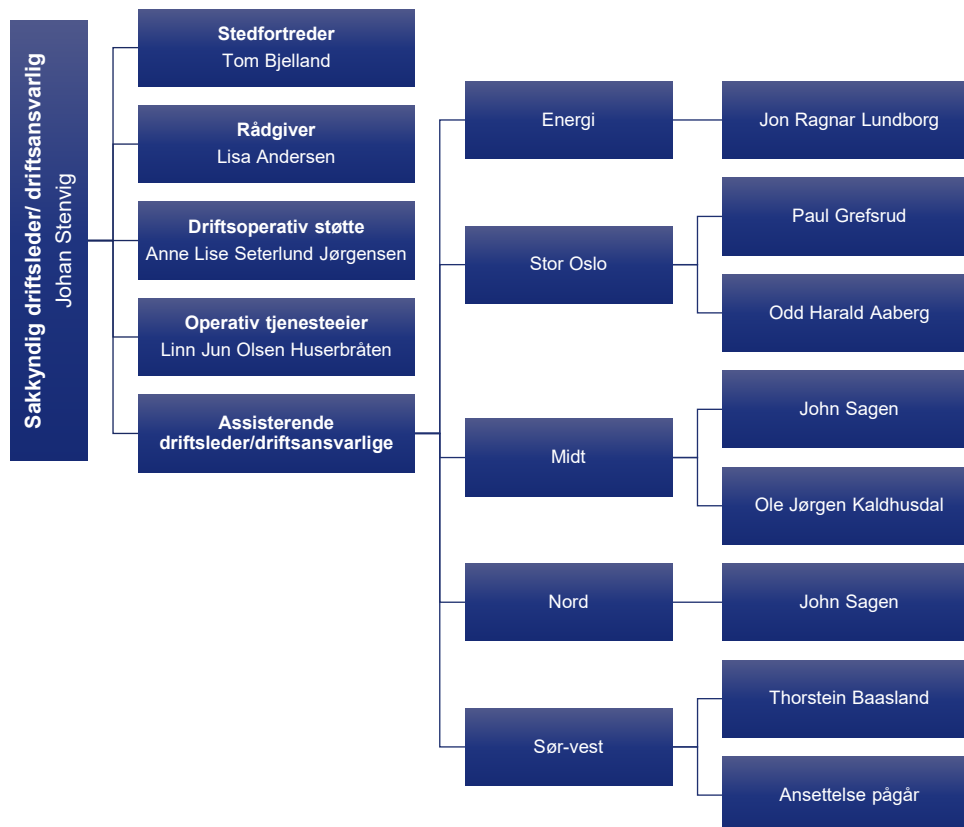 Sakkyndig driftsleder/ driftsansvarlig
Johan Stenvig
Stedfortreder
Tom Bjelland
Rådgiver
Lisa Andersen
Driftsoperativ støtte
Anne Lise Seterlund Jørgensen
Operativ tjenesteeier
Linn Jun Olsen Huserbråten
Assisterende
driftsleder/driftsansvarlige
Energi
Jon Ragnar Lundborg
Stor Oslo
Paul Grefsrud
Odd Harald Aaberg
Midt
John Sagen
Ole Jørgen Kaldhusdal
Nord
John Sagen
Sør-vest
Thorstein Baasland
Ansettelse pågår